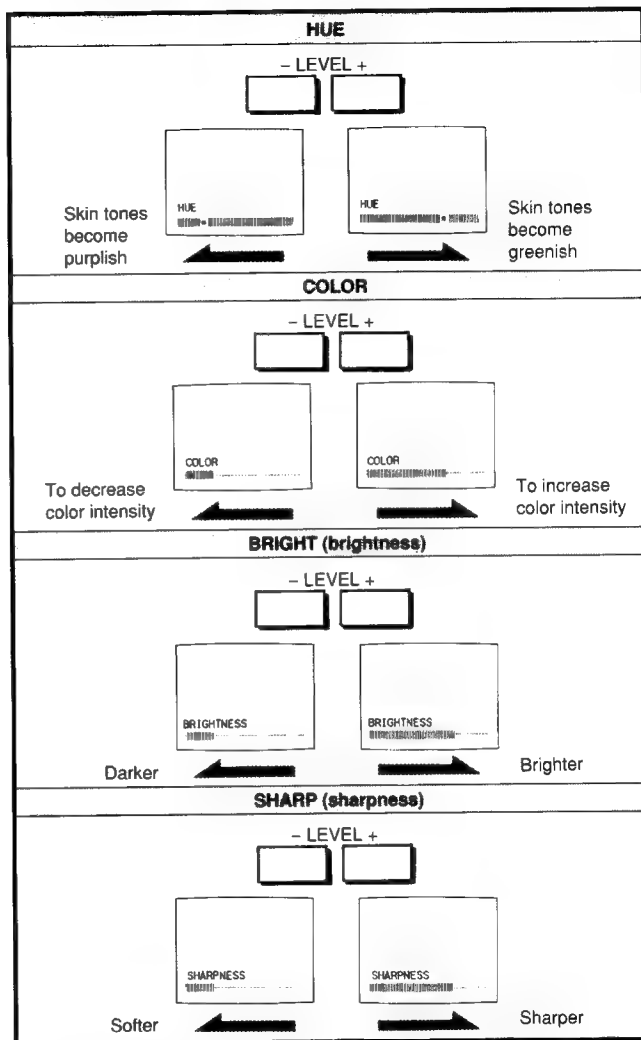 HUE
– LEVEL +
HUE
HUE
Skin tones
become
purplish
Skin tones
become
greenish
COLOR
– LEVEL +
COLOR
COLOR
To decrease
color intensity
To increase
color intensity
BRIGHT (brightness)
– LEVEL +
BRIGHTNESS
BRIGHTNESS
Darker
Brighter
SHARP (sharpness)
– LEVEL +
SHARPNESS
SHARPNESS
Softer
Sharper